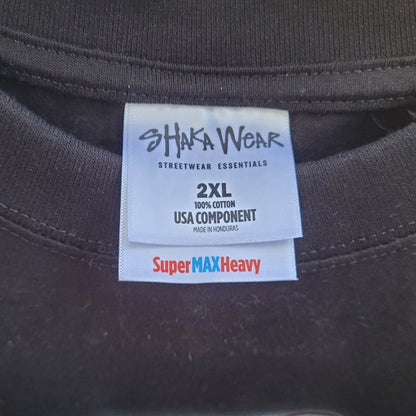 SHAKA WEAR
STREETWEAR ESSENTIALS
2XL
100% COTTON
USA COMPONENT
MADE IN HONDURAS
SuperMAXHeavy